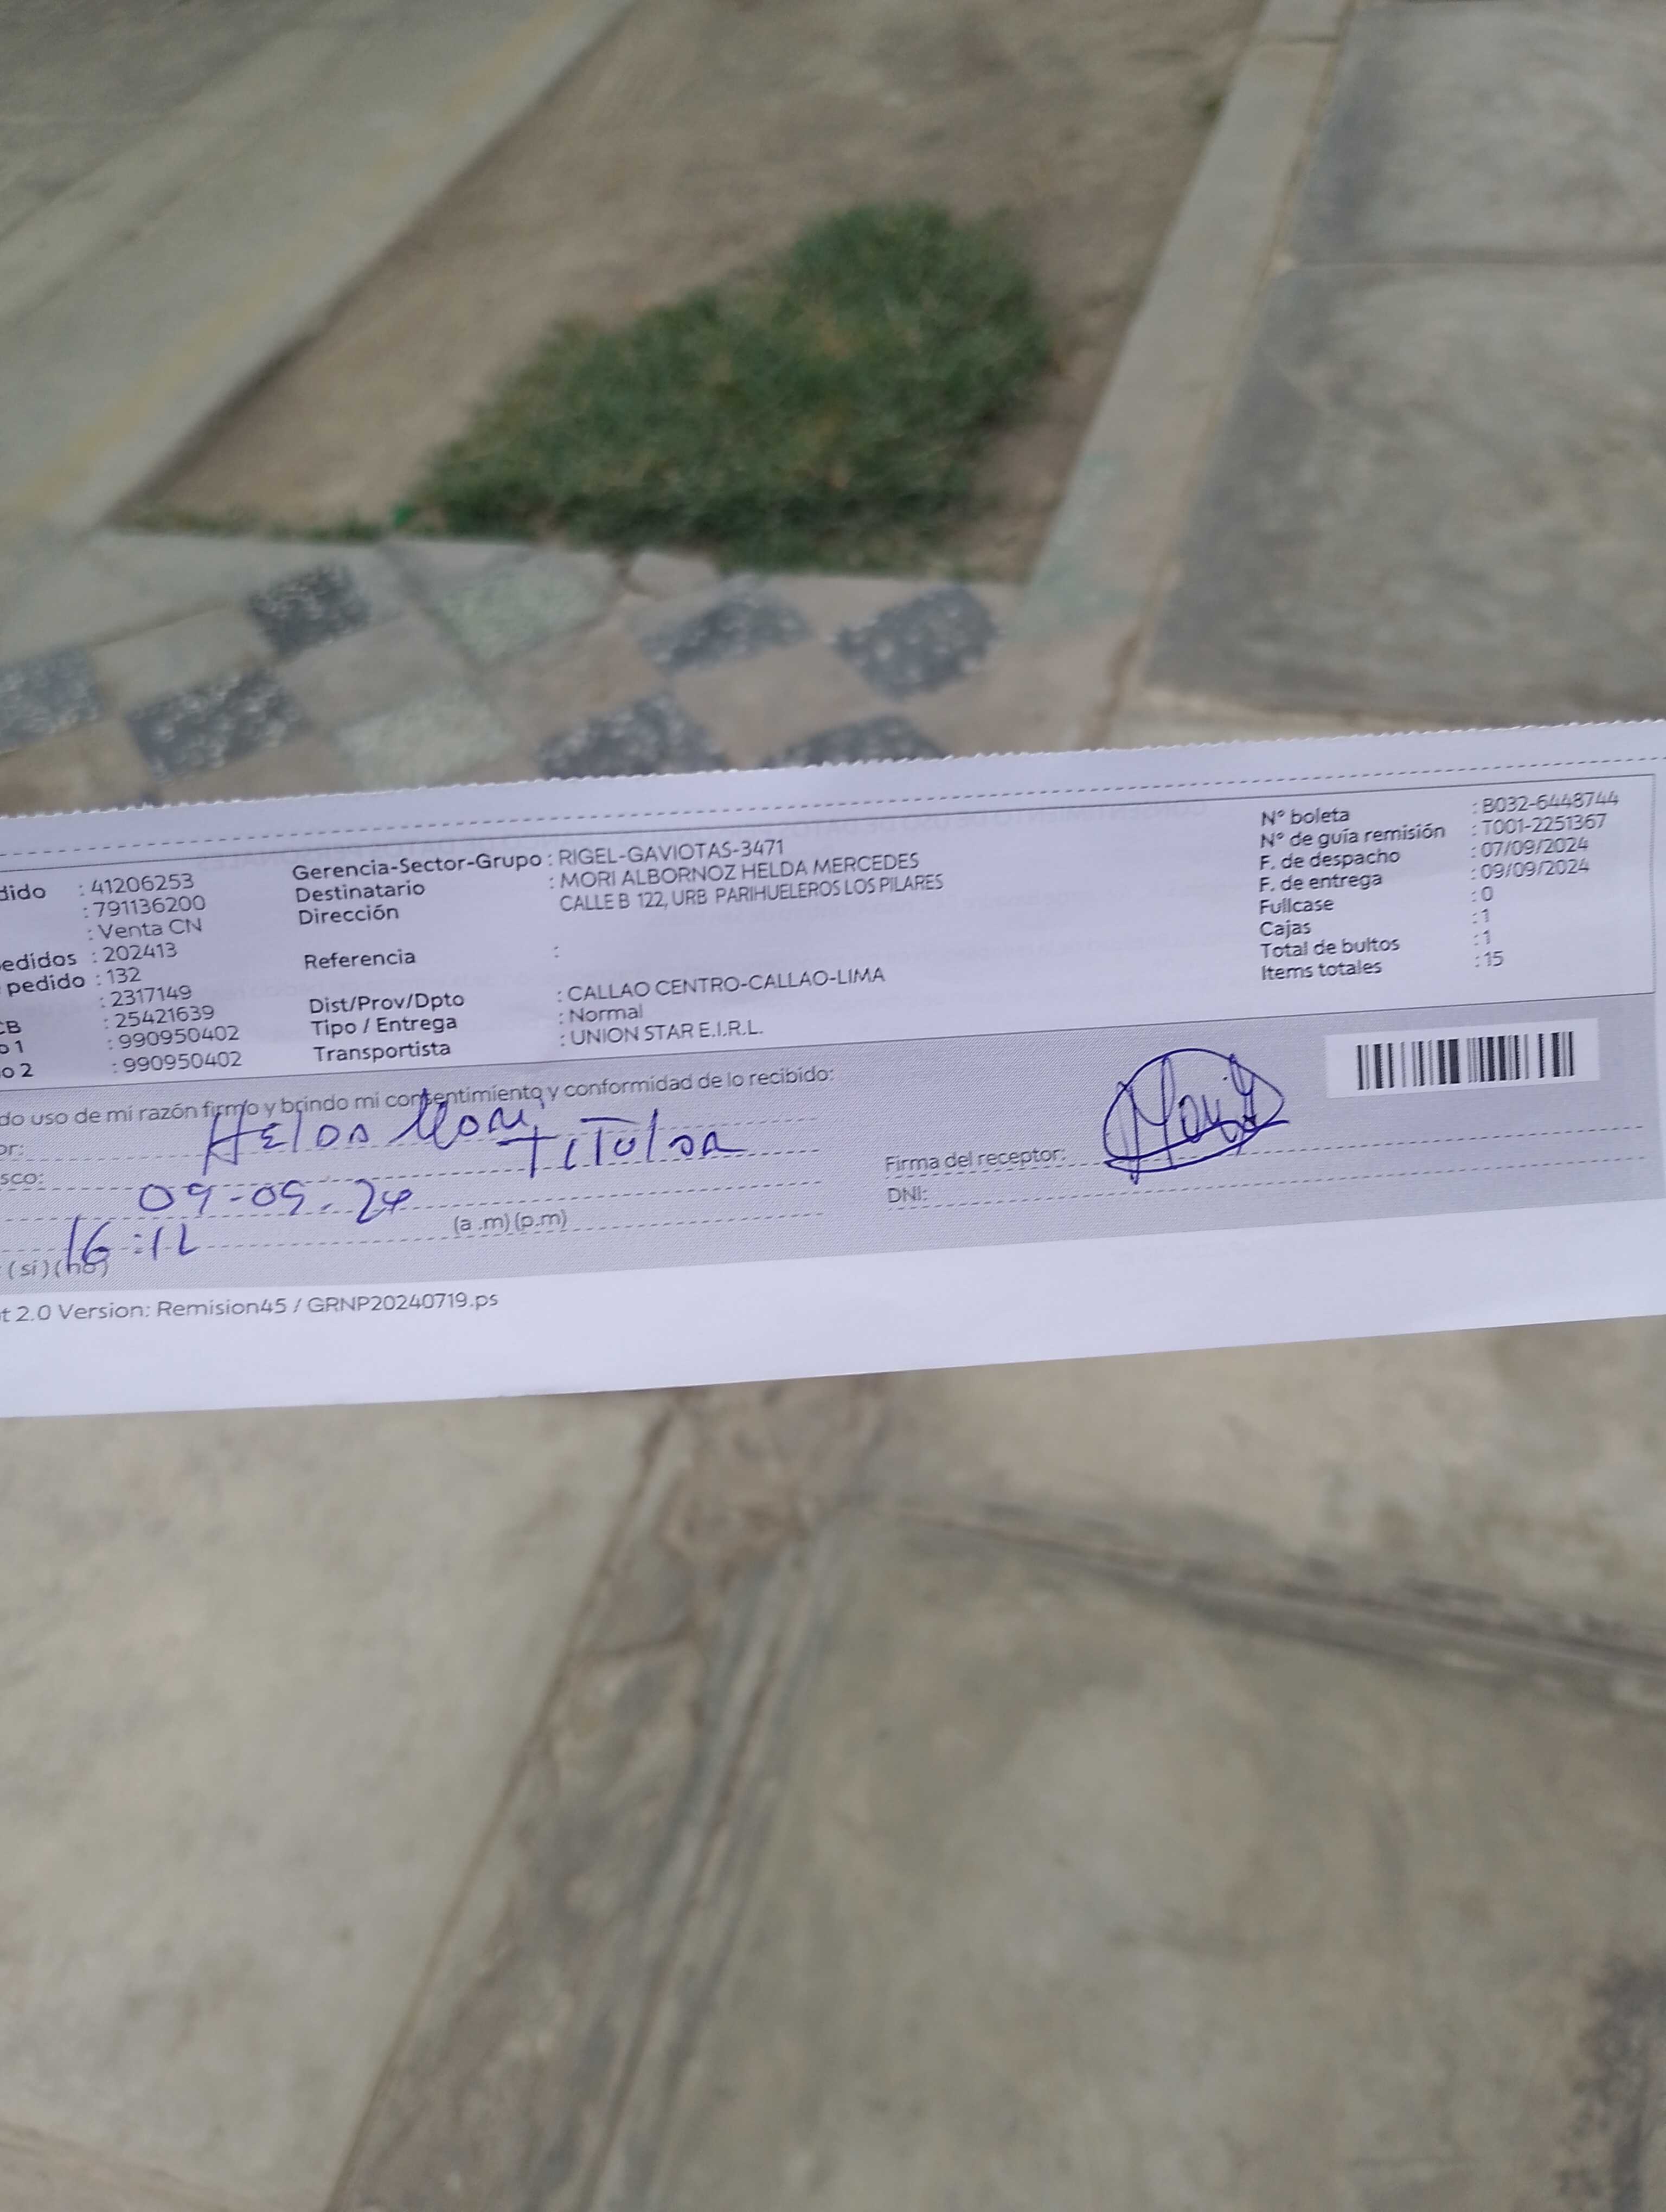 dido : 41206253 Gerencia-Sector-Grupo : RIGEL-GAVIOTAS-3471 N° boleta : B032-6448744
: 791136200 Destinatario : MORI ALBORNOZ HELDA MERCEDES N° de guía remisión : T001-2251367
: Venta CN Dirección CALLE B 122, URB PARIHUELEROS LOS PILARES F. de despacho : 07/09/2024
edidos : 202413 F. de entrega : 09/09/2024
pedido : 132 Referencia : Fullcase : 0
: 2317149 Cajas : 1
CB : 25421639 Dist/Prov/Dpto : CALLAO CENTRO-CALLAO-LIMA Total de bultos : 1
o 1 : 990950402 Tipo / Entrega : Normal Items totales : 15
o 2 : 990950402 Transportista : UNION STAR E.I.R.L.
do uso de mi razón firmo y brindo mi consentimiento y conformidad de lo recibido:
or: Helda Mori
sco: Titular Firma del receptor: Mori
09-09-24 DNI:
16:12 (a.m) (p.m)
: (sí) (no)
t 2.0 Version: Remision45 / GRNP20240719.ps